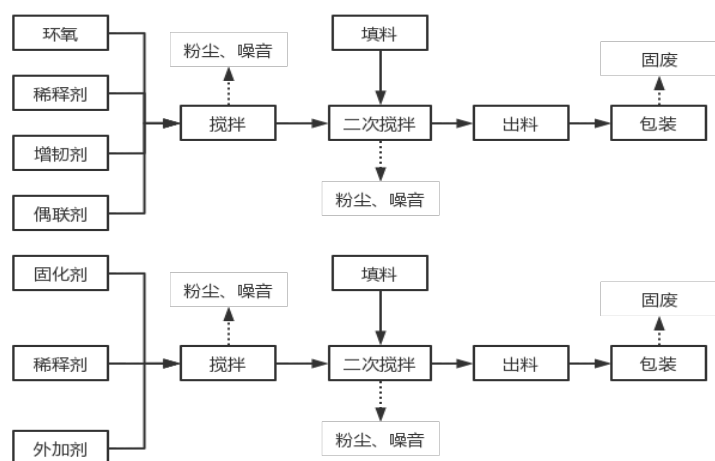 环氧
稀释剂
增韧剂
偶联剂
粉尘、噪音
搅拌
填料
二次搅拌
粉尘、噪音
出料
固废
包装
固化剂
稀释剂
外加剂
粉尘、噪音
搅拌
填料
二次搅拌
粉尘、噪音
出料
固废
包装